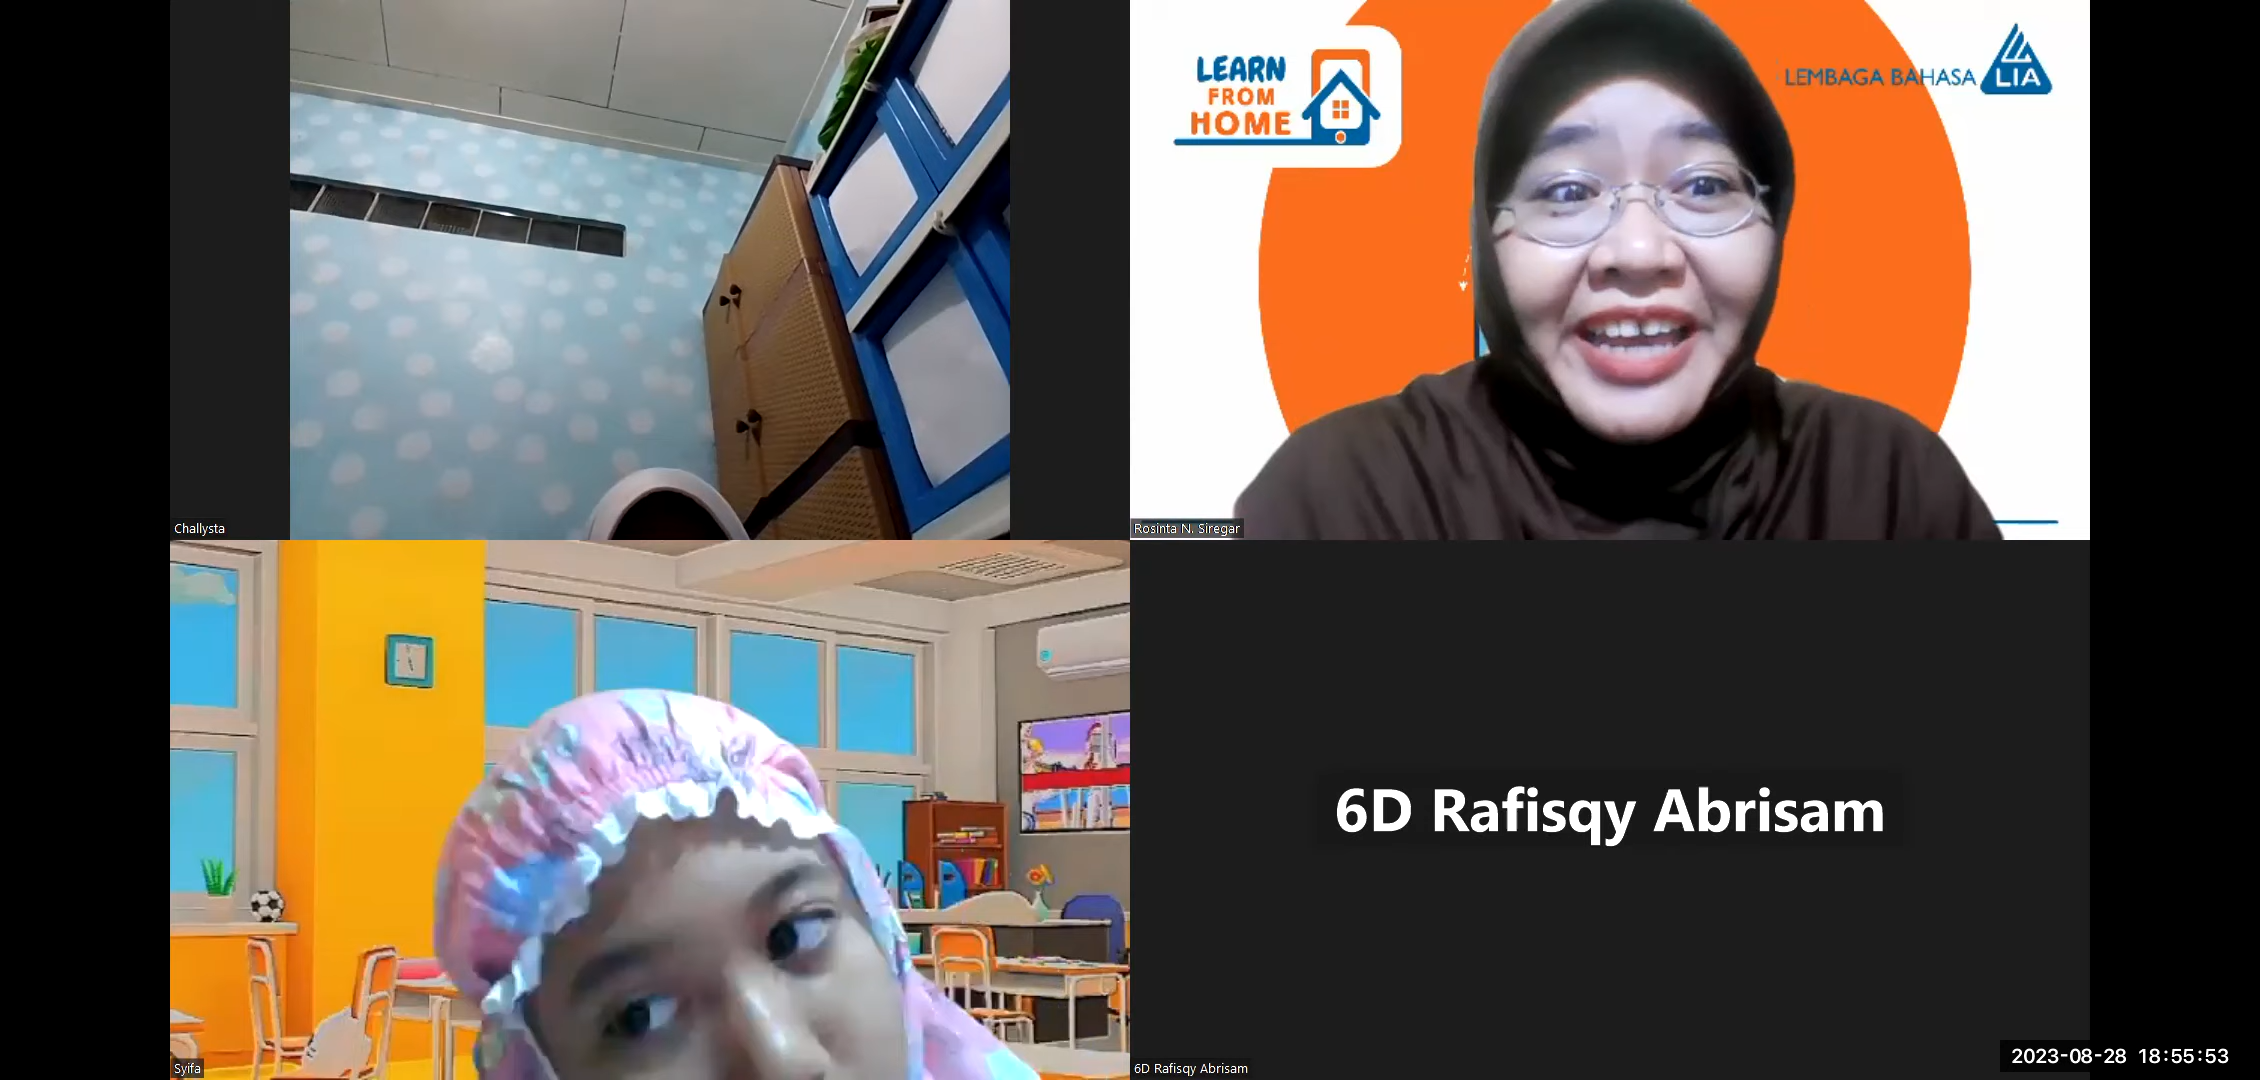 LEARN
FROM
HOME
LEMBAGA BAHASA
LIA
Challysta
Rosinta N. Siregar
6D Rafisqy Abrisam
Syifa
6D Rafisqy Abrisam
2023-08-28 18:55:53